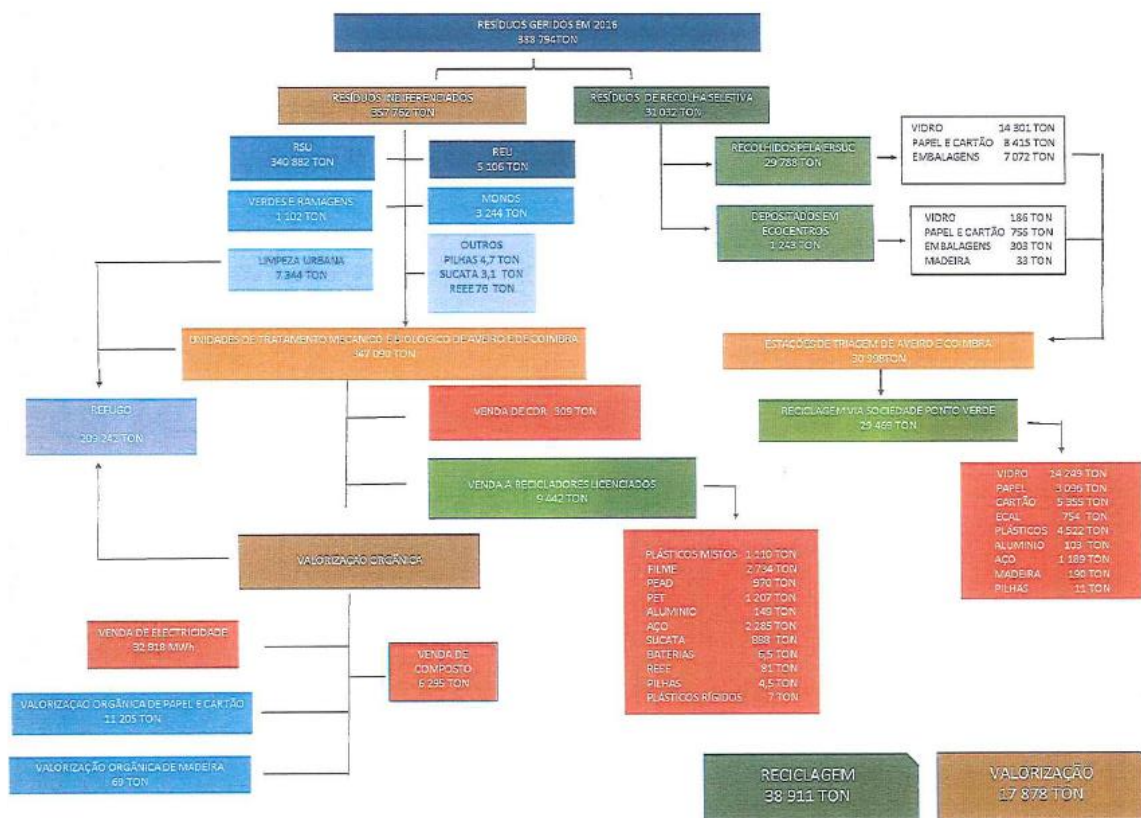 RESÍDUOS GERIDOS EM 2016
388 794TON
RESÍDUOS INDIFERENCIADOS
357 762 TON
RESÍDUOS DE RECOLHA SELETIVA
31 032 TON
RSU
340 882 TON
REU
5 106 TON
VERDES E RAMAGENS
1 102 TON
MONOS
3 244 TON
LIMPEZA URBANA
7 344 TON
OUTROS
PILHAS 4,7 TON
SUCATA 3,1 TON
REEE 76 TON
RECOLHIDOS PELA ERSUC
29 788 TON
VIDRO 14 301 TON
PAPEL E CARTÃO 8 415 TON
EMBALAGENS 7 072 TON
DEPOSITADOS EM
ECOCENTROS
1 243 TON
VIDRO 186 TON
PAPEL E CARTÃO 756 TON
EMBALAGENS 303 TON
MADEIRA 33 TON
UNIDADES DE TRATAMENTO MECÂNICO E BIOLÓGICO DE AVEIRO E DE COIMBRA
347 090 TON
ESTAÇÕES DE TRIAGEM DE AVEIRO E COIMBRA
30 998TON
REFUGO
209 242 TON
VENDA DE CDR 309 TON
RECICLAGEM VIA SOCIEDADE PONTO VERDE
29 469 TON
VENDA A RECICLADORES LICENCIADOS
9 442 TON
VIDRO 14 249 TON
PAPEL 3 096 TON
CARTÃO 5 355 TON
ECAL 754 TON
PLÁSTICOS 4 522 TON
ALUMINIO 103 TON
AÇO 1 189 TON
MADEIRA 190 TON
PILHAS 11 TON
VALORIZAÇÃO ORGÂNICA
PLÁSTICOS MISTOS 1 110 TON
FILME 2 734 TON
PEAD 970 TON
PET 1 207 TON
ALUMINIO 149 TON
AÇO 2 285 TON
SUCATA 888 TON
BATERIAS 6,5 TON
REEE 81 TON
PILHAS 4,5 TON
PLÁSTICOS RÍGIDOS 7 TON
VENDA DE ELECTRICIDADE
32 818 MWh
VENDA DE
COMPOSTO
6 295 TON
VALORIZAÇÃO ORGÂNICA DE PAPEL E CARTÃO
11 205 TON
VALORIZAÇÃO ORGÂNICA DE MADEIRA
69 TON
RECICLAGEM
38 911 TON
VALORIZAÇÃO
17 878 TON